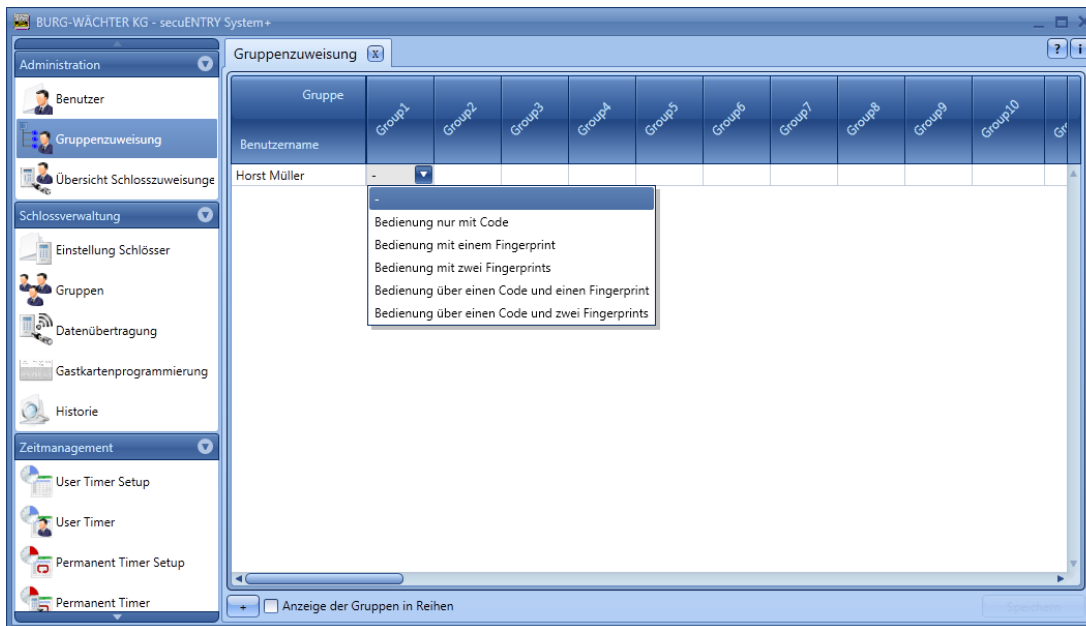 BURG-WÄCHTER KG - secuENTRY System+
Administration
Benutzer
Gruppenzuweisung
Übersicht Schlosszuweisunge
Schlossverwaltung
Einstellung Schlösser
Gruppen
Datenübertragung
Gastkartenprogrammierung
Historie
Zeitmanagement
User Timer Setup
User Timer
Permanent Timer Setup
Permanent Timer
Gruppenzuweisung x
? i
Gruppe
Benutzername
Group1 Group2 Group3 Group4 Group5 Group6 Group7 Group8 Group9 Group10 Gr
Horst Müller -
-
Bedienung nur mit Code
Bedienung mit einem Fingerprint
Bedienung mit zwei Fingerprints
Bedienung über einen Code und einen Fingerprint
Bedienung über einen Code und zwei Fingerprints
+ Anzeige der Gruppen in Reihen
Speichern